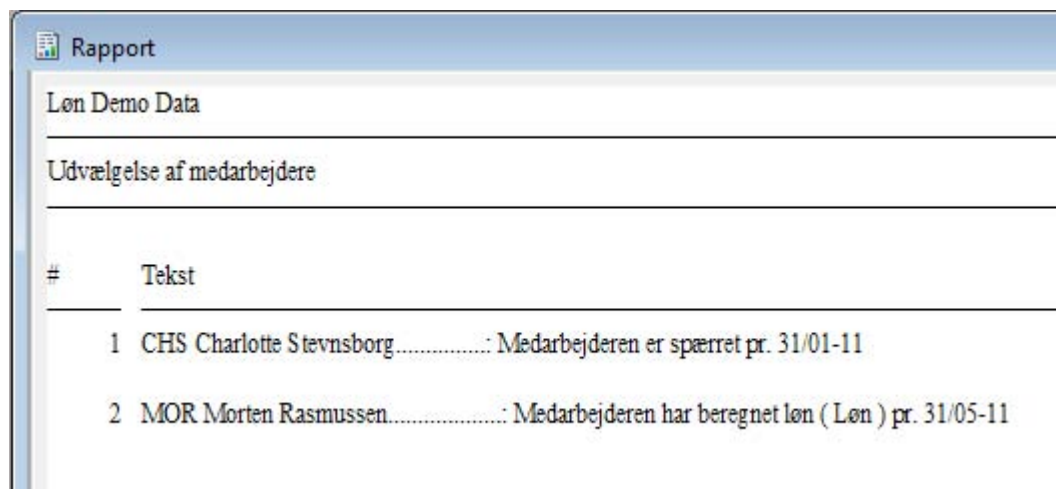 Rapport
Løn Demo Data
Udvælgelse af medarbejdere
# Tekst
1 CHS Charlotte Stevnsborg...............: Medarbejderen er spærret pr. 31/01-11
2 MOR Morten Rasmussen....................: Medarbejderen har beregnet løn ( Løn ) pr. 31/05-11